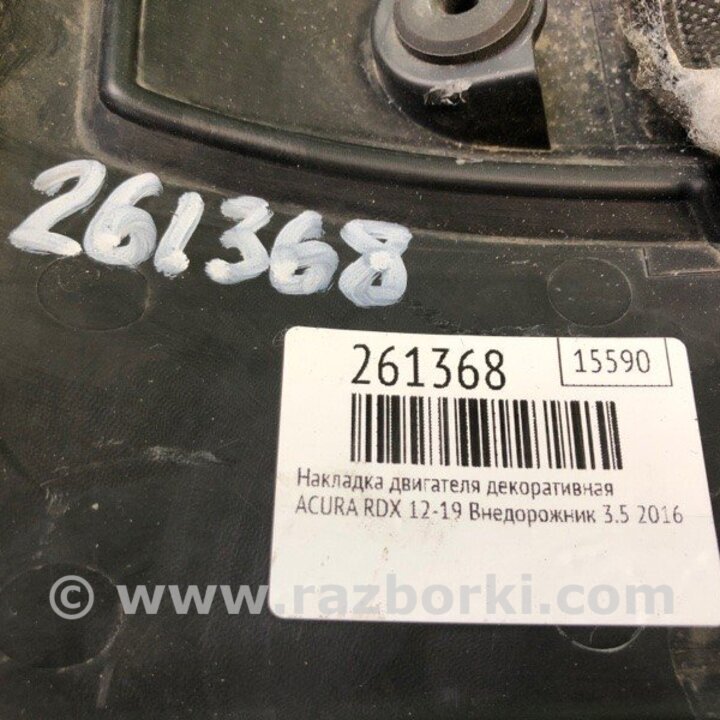 261368
261368
15590
Накладка двигателя декоративная
ACURA RDX 12-19 Внедорожник 3.5 2016
© www.razborki.com